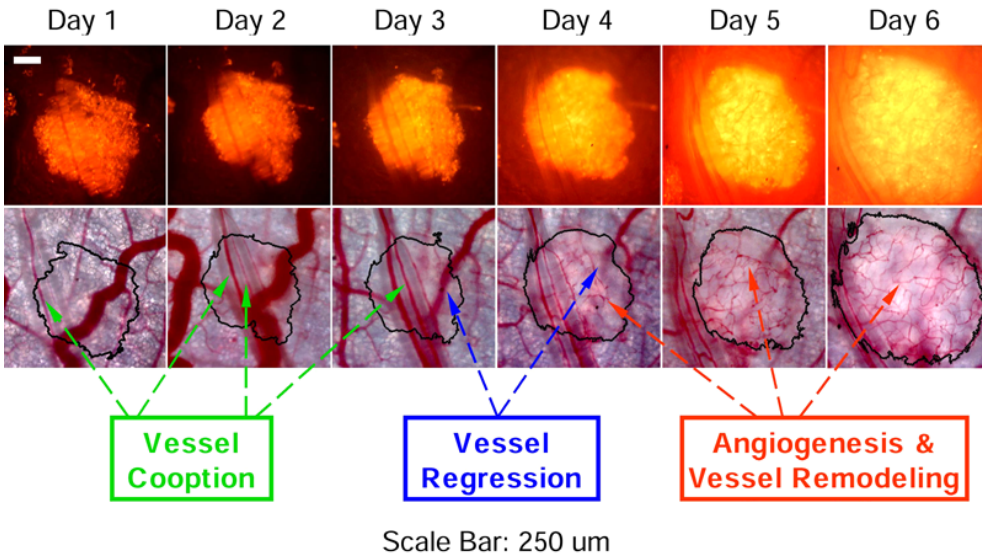 Day 1
Day 2
Day 3
Day 4
Day 5
Day 6
Vessel
Cooption
Vessel
Regression
Angiogenesis &
Vessel Remodeling
Scale Bar: 250 um